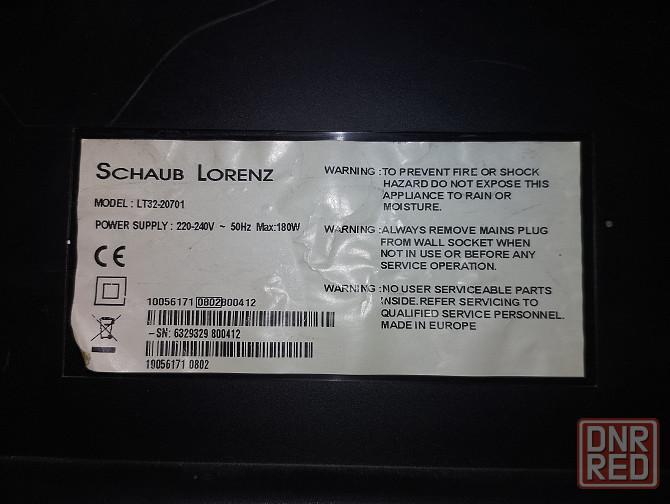 SCHAUB LORENZ
MODEL : LT32-20701
POWER SUPPLY : 220-240V ~ 50Hz Max:180W
CE
10056171 0802 800412
-SN: 6329329 800412
19056171 0802
WARNING :TO PREVENT FIRE OR SHOCK
HAZARD DO NOT EXPOSE THIS
APPLIANCE TO RAIN OR
MOISTURE.
WARNING :ALWAYS REMOVE MAINS PLUG
FROM WALL SOCKET WHEN
NOT IN USE OR BEFORE ANY
SERVICE OPERATION.
WARNING :NO USER SERVICEABLE PARTS
INSIDE.REFER SERVICING TO
QUALIFIED SERVICE PERSONNEL.
MADE IN EUROPE
DNR
RED